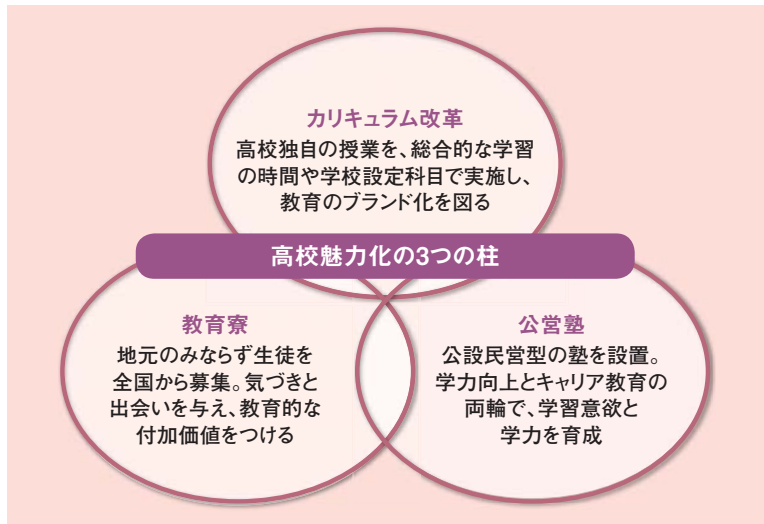 カリキュラム改革
高校独自の授業を、総合的な学習
の時間や学校設定科目で実施し、
教育のブランド化を図る
高校魅力化の3つの柱
教育寮
地元のみならず生徒を
全国から募集。気づきと
出会いを与え、教育的な
付加価値をつける
公営塾
公設民営型の塾を設置。
学力向上とキャリア教育の
両輪で、学習意欲と
学力を育成